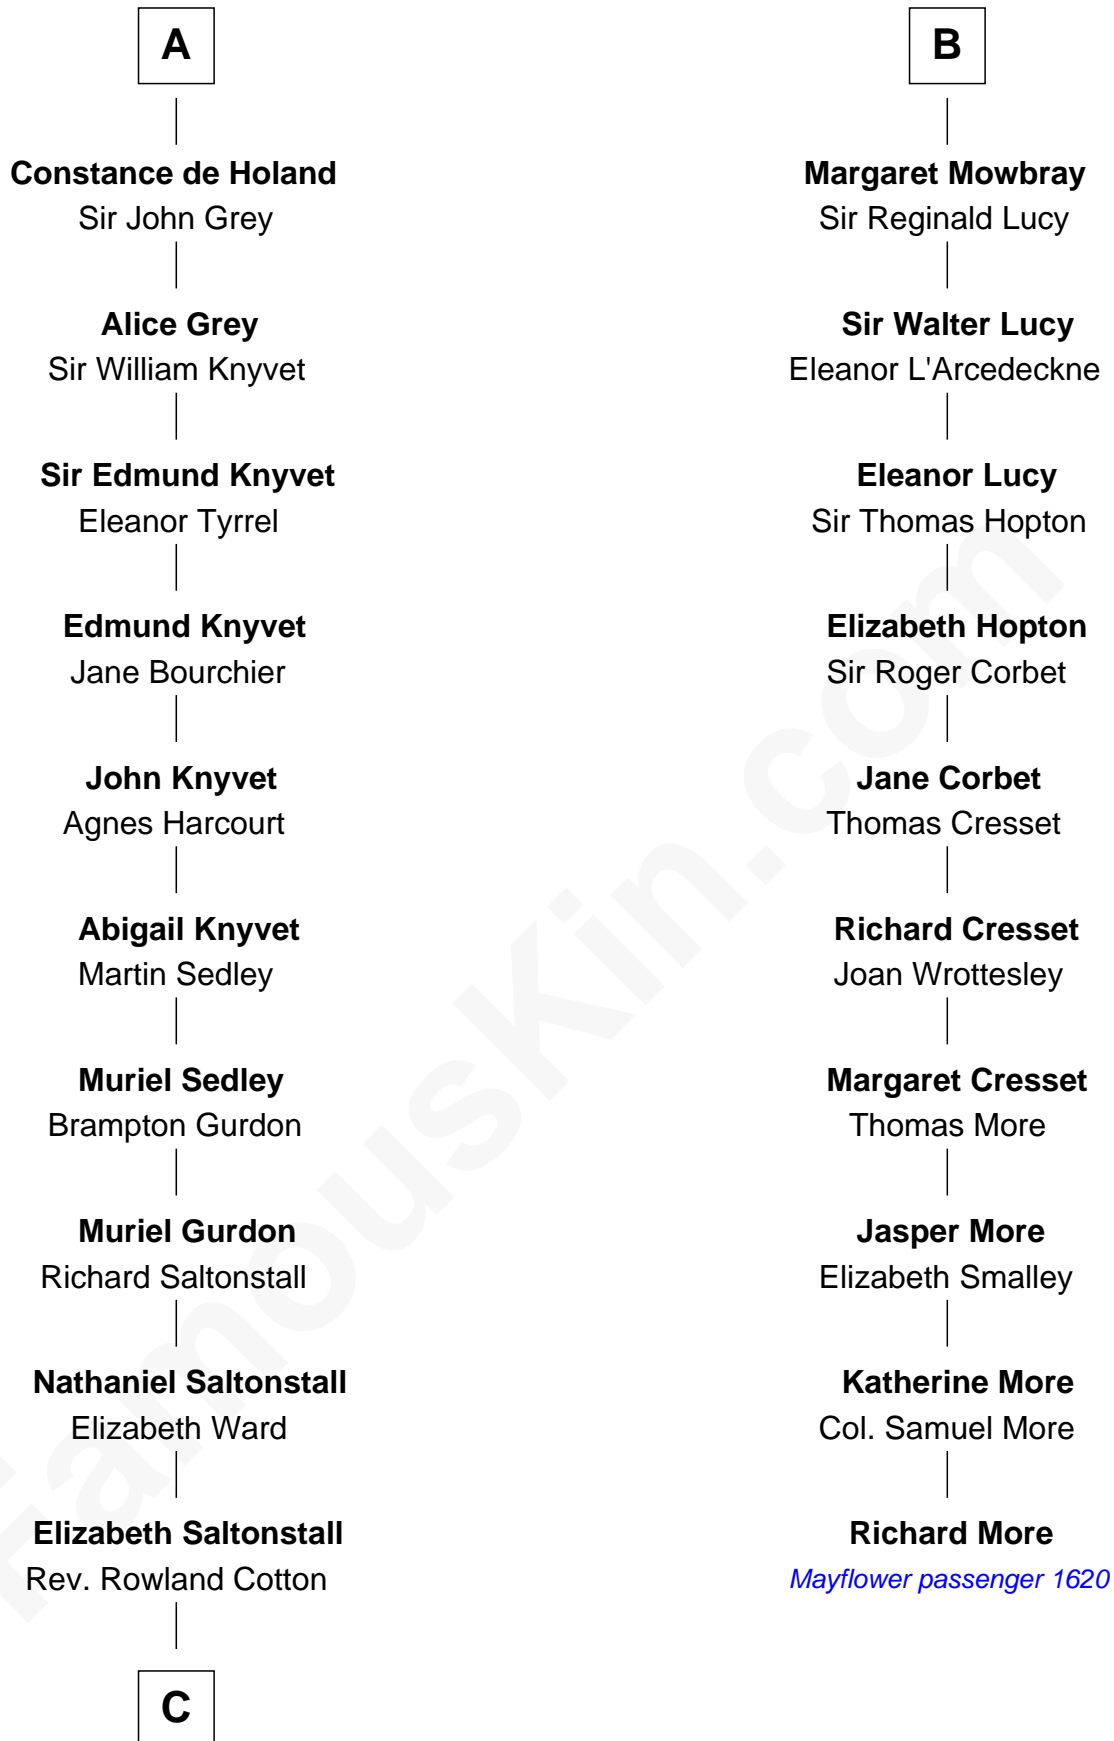 A
Constance de Holand
Sir John Grey
Alice Grey
Sir William Knyvet
Sir Edmund Knyvet
Eleanor Tyrrel
Edmund Knyvet
Jane Bourchier
John Knyvet
Agnes Harcourt
Abigail Knyvet
Martin Sedley
Muriel Sedley
Brampton Gurdon
Muriel Gurdon
Richard Saltonstall
Nathaniel Saltonstall
Elizabeth Ward
Elizabeth Saltonstall
Rev. Rowland Cotton
C
B
Margaret Mowbray
Sir Reginald Lucy
Sir Walter Lucy
Eleanor L'Arcedeckne
Eleanor Lucy
Sir Thomas Hopton
Elizabeth Hopton
Sir Roger Corbet
Jane Corbet
Thomas Cresset
Richard Cresset
Joan Wrottesley
Margaret Cresset
Thomas More
Jasper More
Elizabeth Smalley
Katherine More
Col. Samuel More
Richard More
Mayflower passenger 1620
FamousKin.com